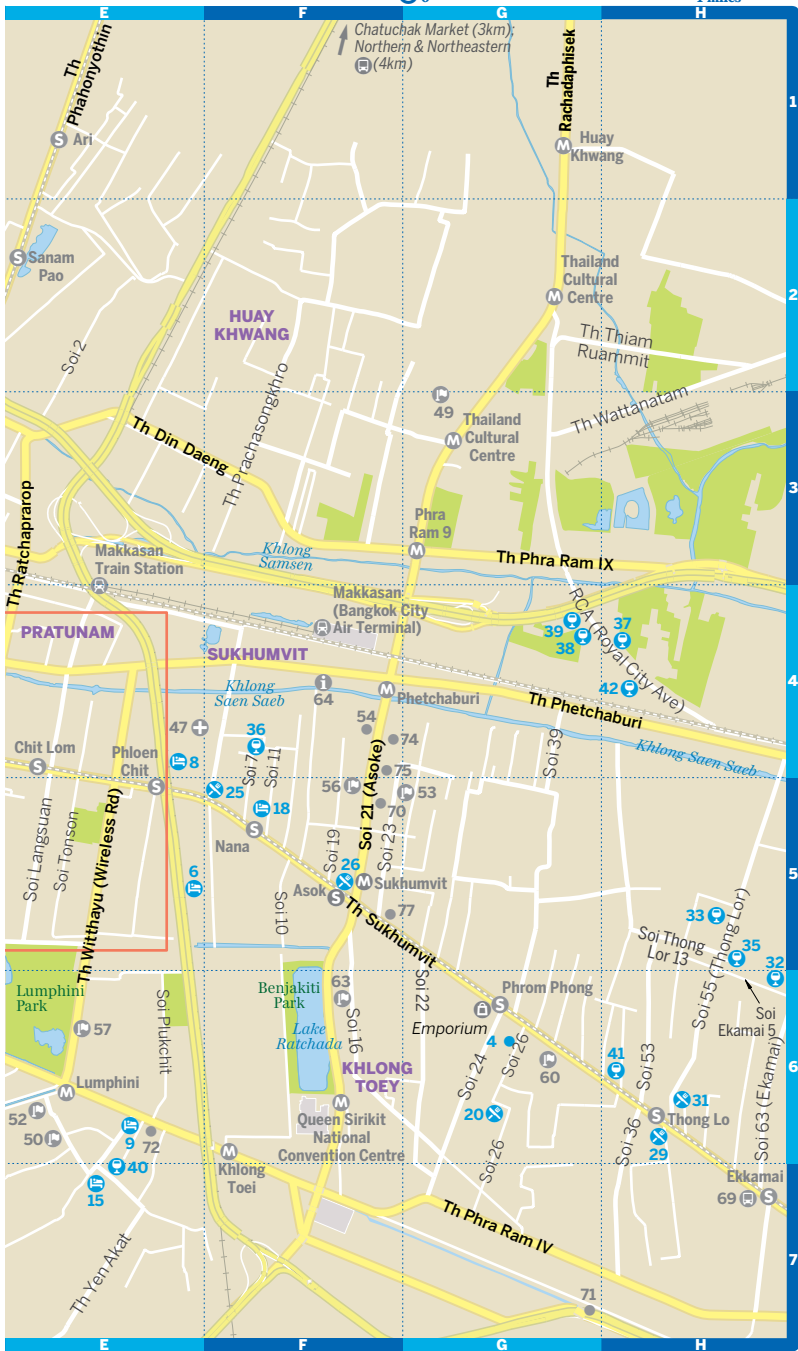 E
F
G
H
Chatuchak Market (3km);
Northern & Northeastern
(4km)
Th
Phahonyothin
Th
Rachadaphisek
1
S Ari
M Huay
Khwang
S Sanam
Pao
Thailand
Cultural
M Centre
2
HUAY
KHWANG
Th Thiam
Ruammit
Soi 2
Th Prachasongkhro
49
Th Wattanatam
Thailand
M Cultural
Centre
Th Din Daeng
3
Th Ratchaprarop
Phra
Ram 9
M
Khlong
Samsen
Th Phra Ram IX
Makkasan
Train Station
Makkasan
(Bangkok City
Air Terminal)
RCA (Royal City Ave)
39
38
37
42
PRATUNAM
SUKHUMVIT
4
Khlong
Saen Saeb
i
64
M
Phetchaburi
Th Phetchaburi
Khlong Saen Saeb
47
36
54
74
Chit Lom
S
Phloen
Chit
S
8
Soi 7
Soi 11
75
Soi 39
56
53
25
18
70
Soi 21 (Asoke)
Soi 23
S
Nana
Soi 19
Soi Langsuan
Soi Tonson
Th Witthayu (Wireless Rd)
6
26
M Sukhumvit
Asok S
5
Soi 10
77
Th Sukhumvit
33
Soi Thong
Lor 13
35
32
Soi 55 (Thong Lor)
Soi
Ekamai 5
Lumphini
Park
57
Soi Plukchit
Benjakiti
Park
Lake
Ratchada
63
Soi 16
Soi 22
Phrom Phong
S
Emporium
4
Soi 24
Soi 26
60
41
Soi 53
6
KHLONG
TOEY
Soi 63 (Ekamai)
Lumphini
M
52
50
9
72
M
Queen Sirikit
National
Convention Centre
20
31
S Thong Lo
29
Soi 36
M
Khlong
Toei
40
15
Soi 26
Ekkamai
69
S
Th Phra Ram IV
7
Th Yen Akat
71
E
F
G
H